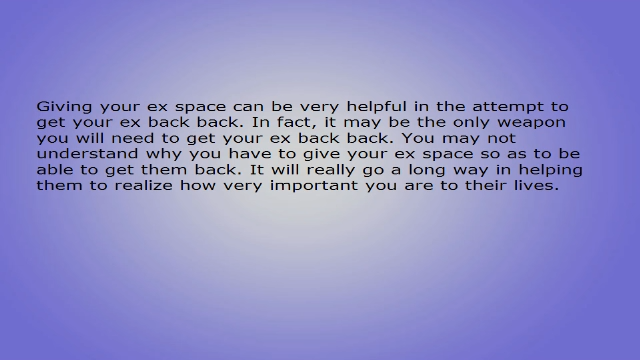 Giving your ex space can be very helpful in the attempt to
get your ex back back. In fact, it may be the only weapon
you will need to get your ex back back. You may not
understand why you have to give your ex space so as to be
able to get them back. It will really go a long way in helping
them to realize how very important you are to their lives.